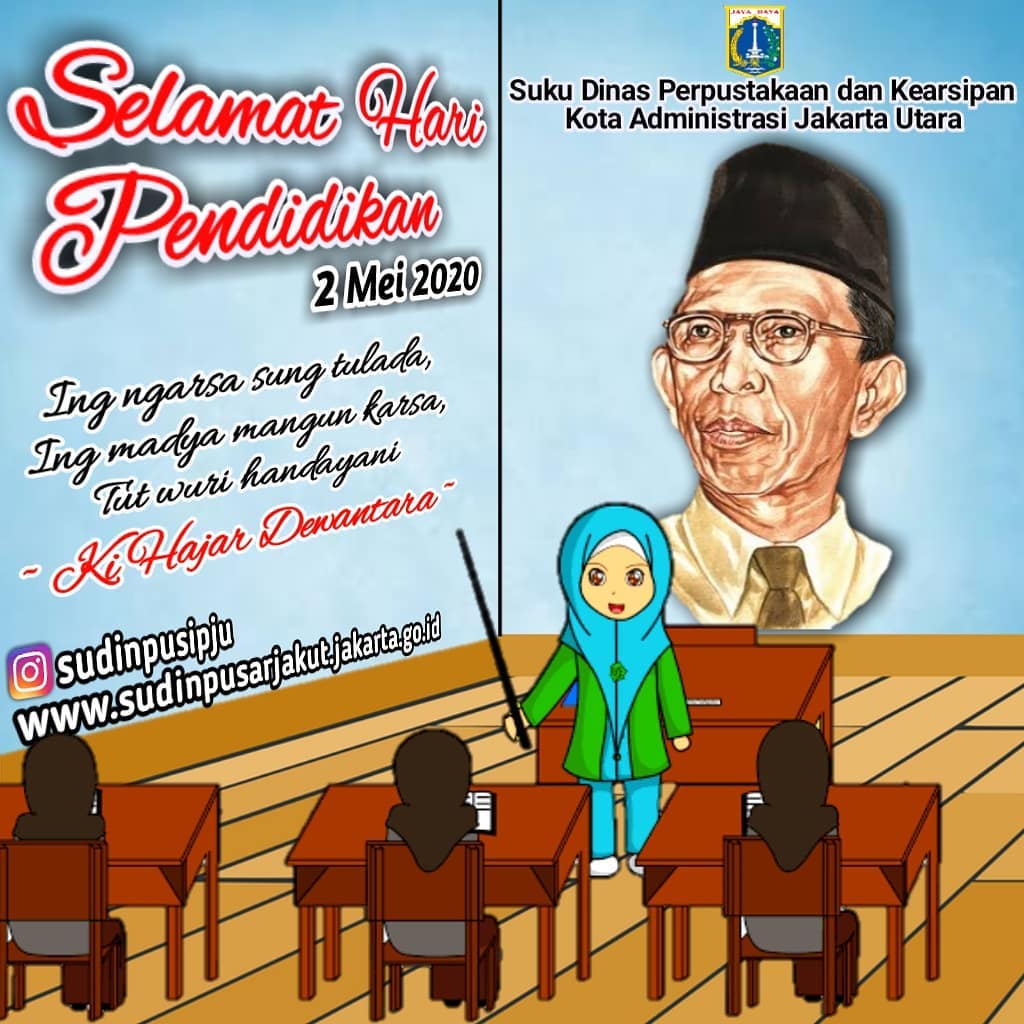 Selamat Hari
Pendidikan
2 Mei 2020
Ing ngarsa sung tulada,
Ing madya mangun karsa,
Tut wuri handayani
~ Ki Hajar Dewantara ~
sudinpusipju
www.sudinpusarjakut.jakarta.go.id
JAYA RAYA
Suku Dinas Perpustakaan dan Kearsipan
Kota Administrasi Jakarta Utara